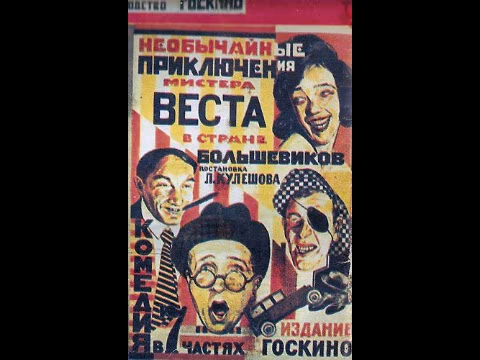 ГОСКИНО
НЕОБЫЧАЙНЫЕ
ПРИКЛЮЧЕНИЯ
МИСТЕРА
ВЕСТА
В СТРАНЕ
БОЛЬШЕВИКОВ
ПОСТАНОВКА
Л. КУЛЕШОВА
КОМЕДИЯ
В 7 ЧАСТЯХ
ИЗДАНИЕ
ГОСКИНО